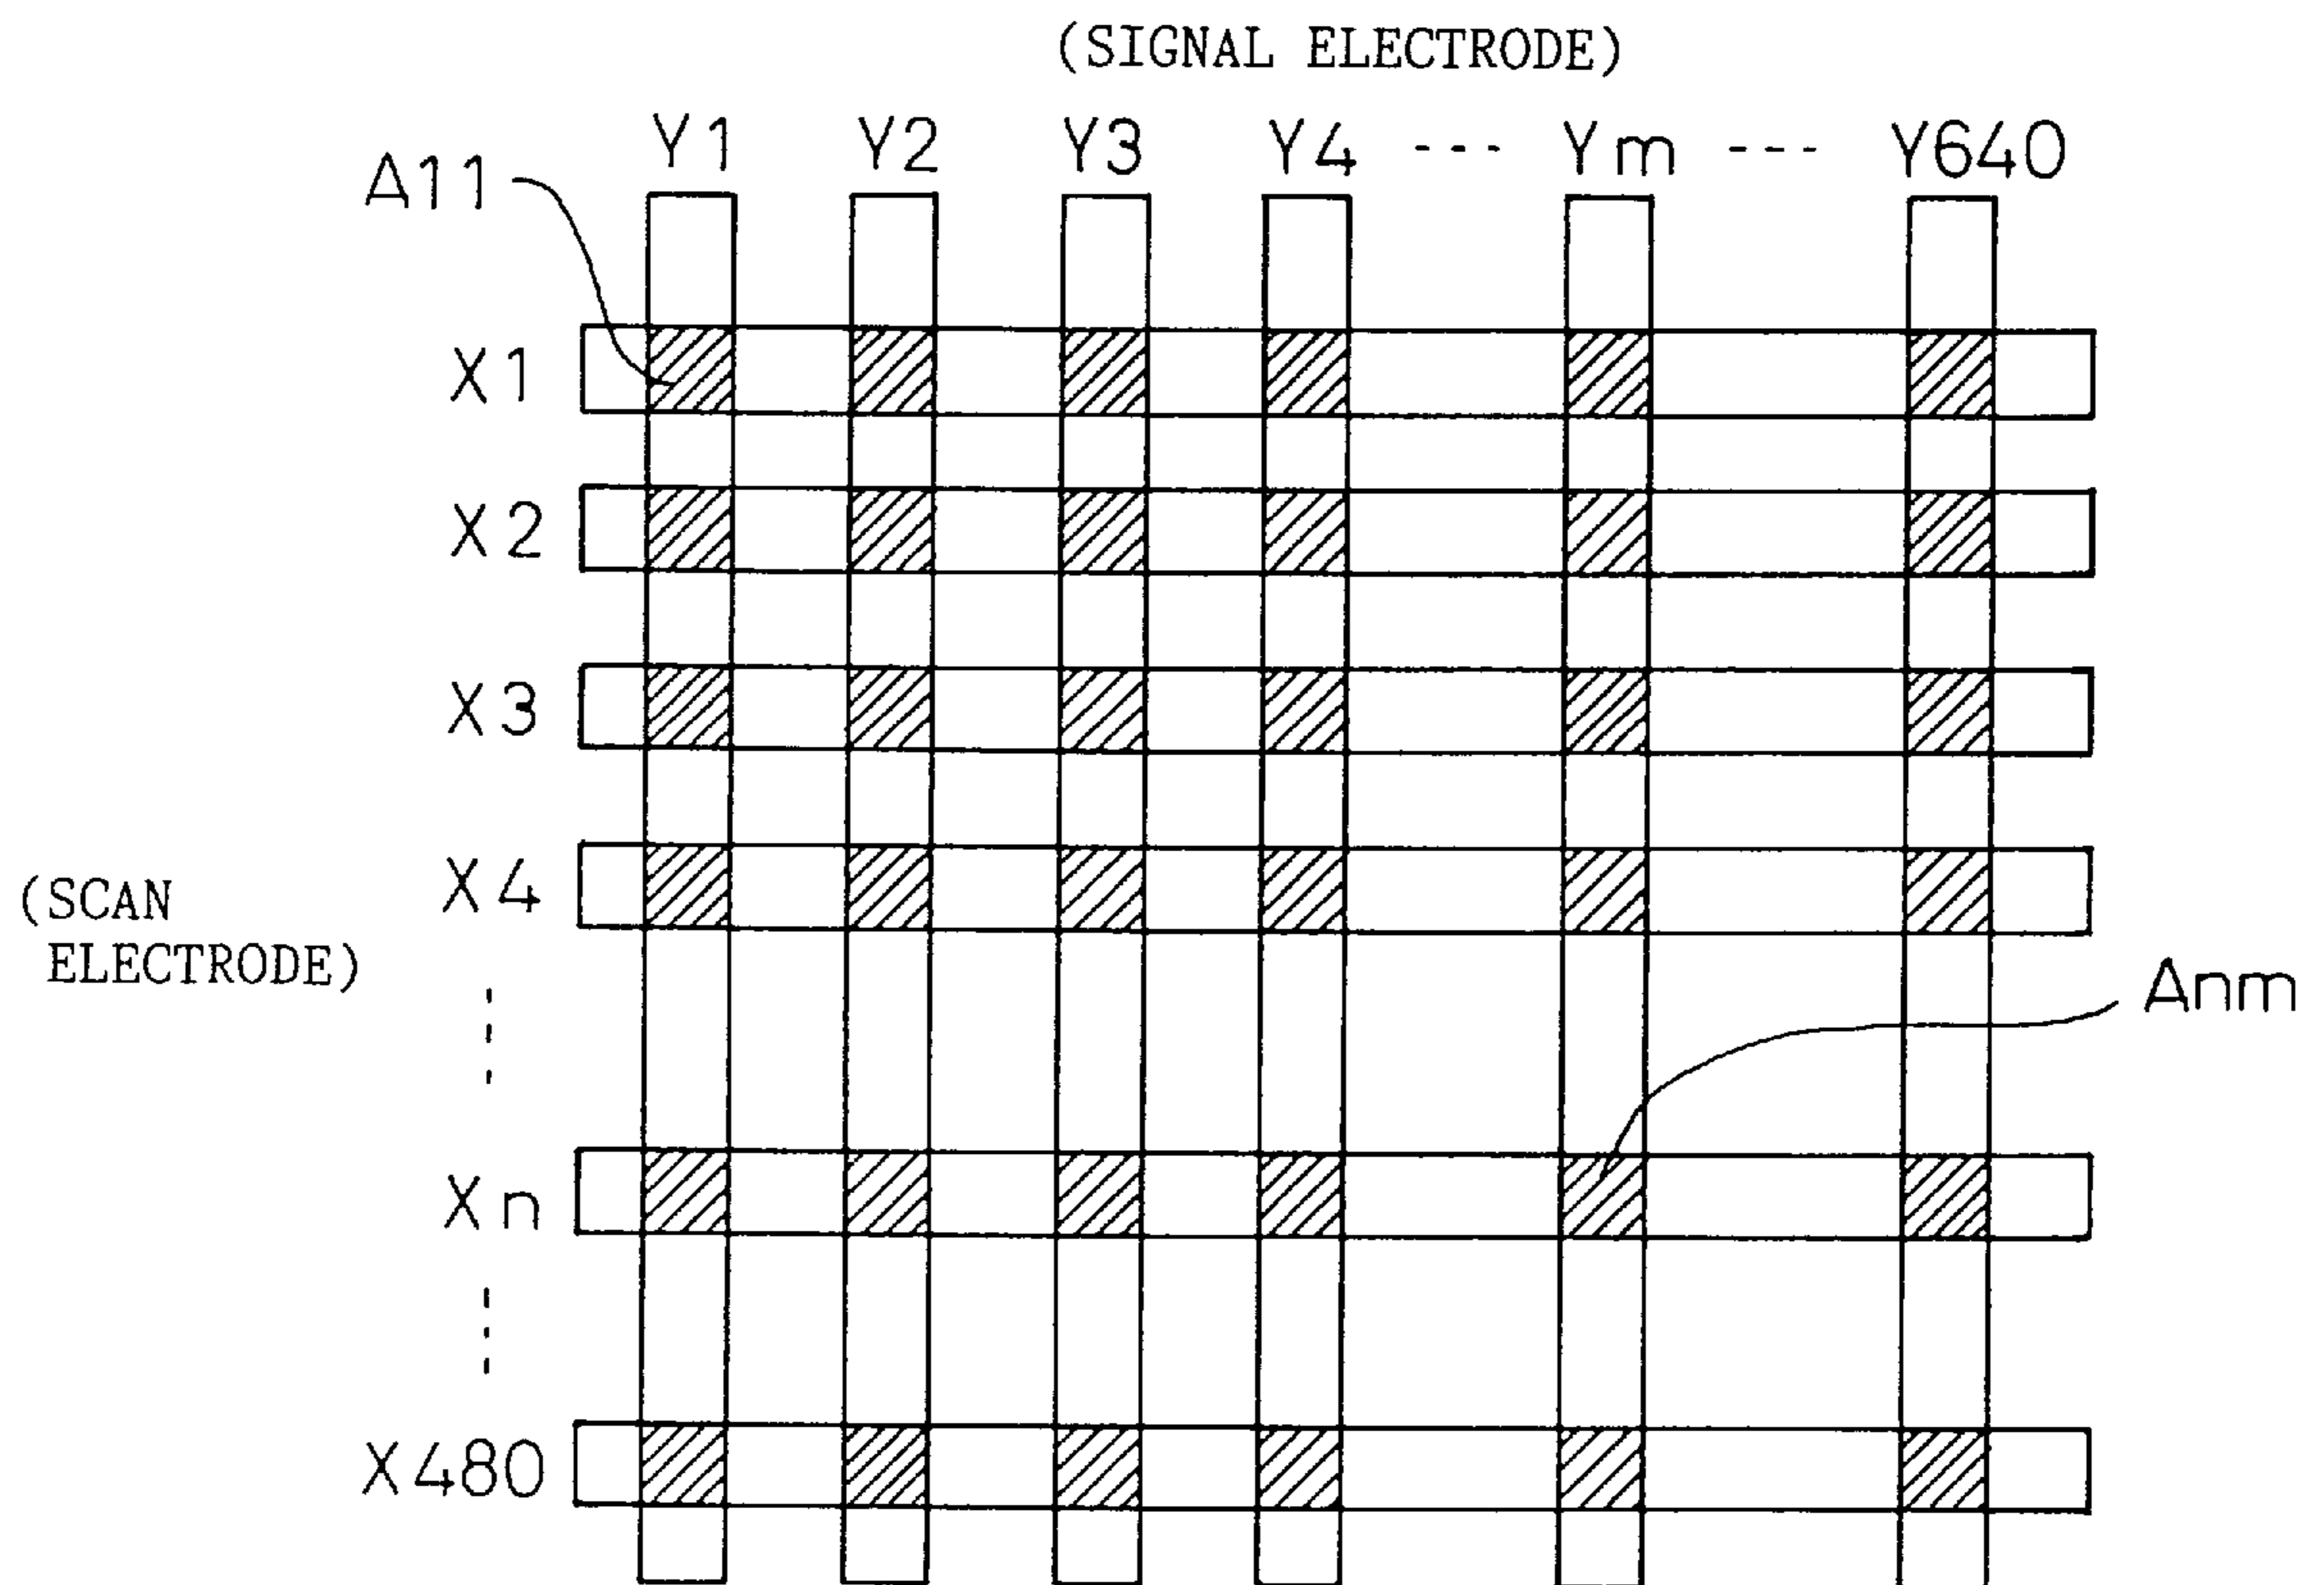 (SIGNAL ELECTRODE)
Y1 Y2 Y3 Y4 --- Ym --- Y640
A11
X1
X2
X3
X4
(SCAN
ELECTRODE)
Anm
Xn
X480